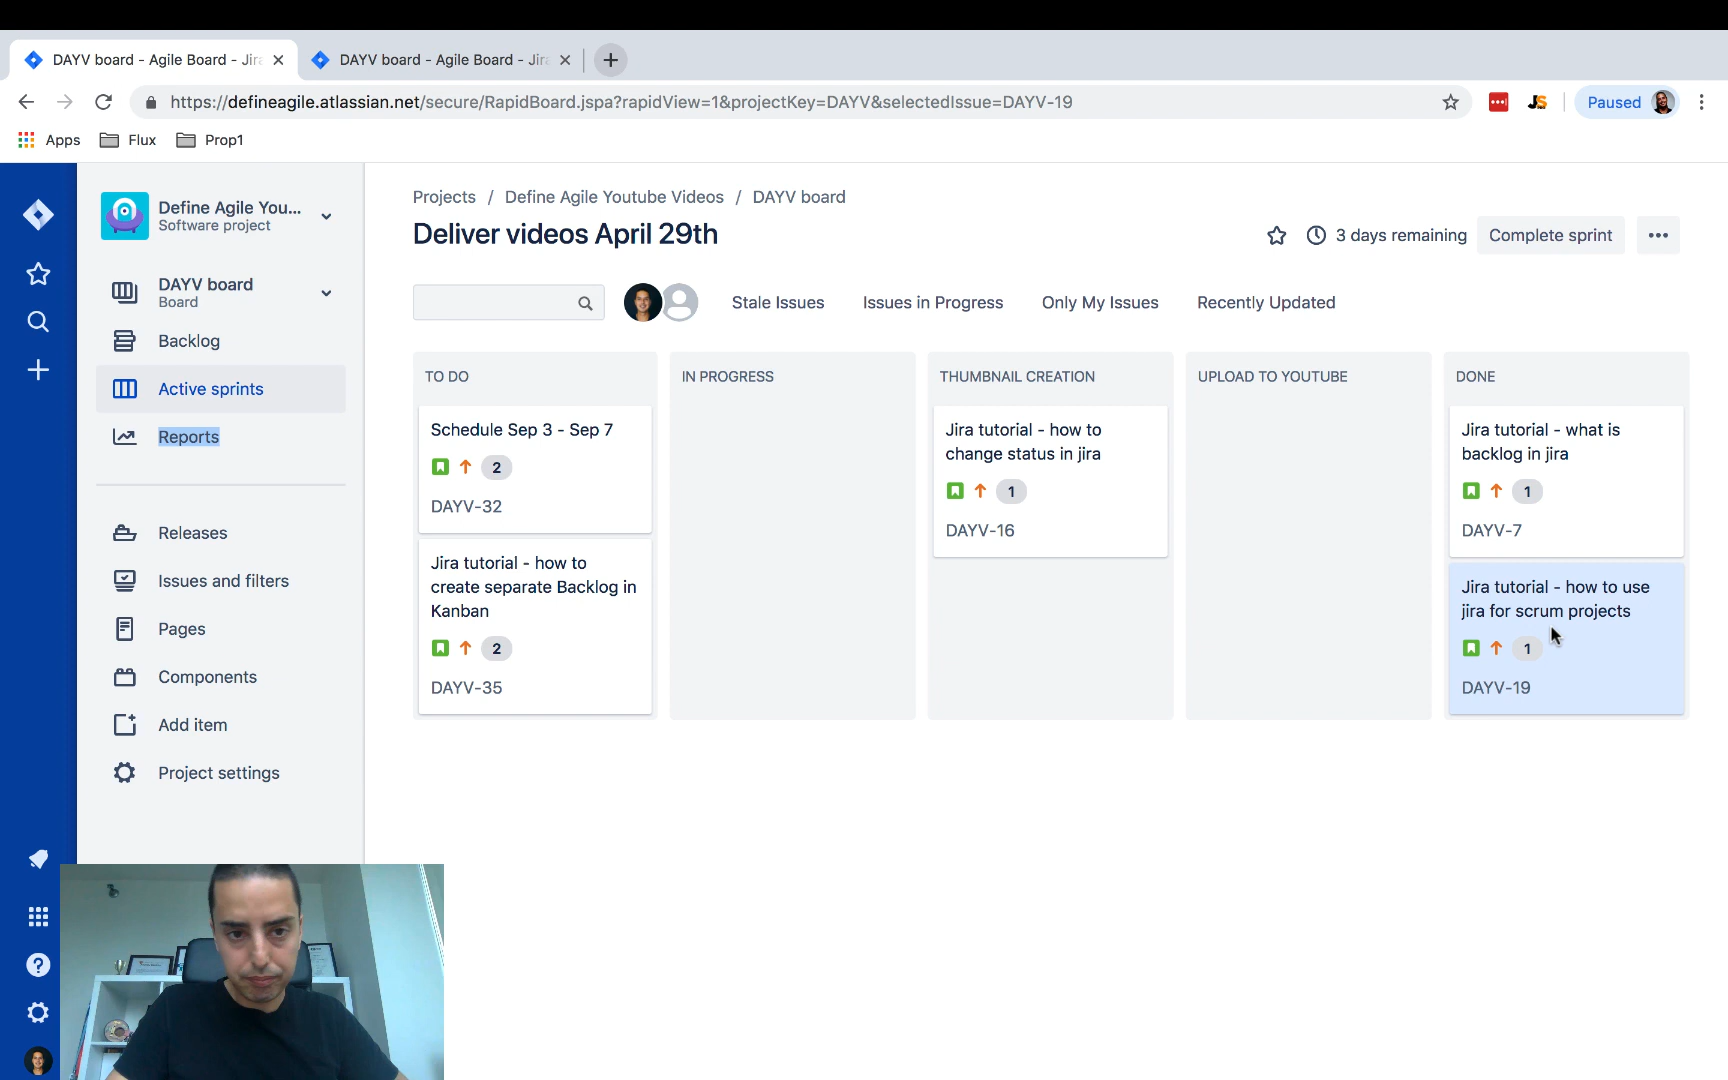 DAYV board - Agile Board - Jir
DAYV board - Agile Board - Jir
https://defineagile.atlassian.net/secure/RapidBoard.jspa?rapidView=1&projectKey=DAYV&selectedIssue=DAYV-19
JS
Paused
Apps
Flux
Prop1
Define Agile You...
Software project
DAYV board
Board
Backlog
Active sprints
Reports
Releases
Issues and filters
Pages
Components
Add item
Project settings
Projects / Define Agile Youtube Videos / DAYV board
Deliver videos April 29th
3 days remaining
Complete sprint
Stale Issues
Issues in Progress
Only My Issues
Recently Updated
TO DO
Schedule Sep 3 - Sep 7
2
DAYV-32
Jira tutorial - how to
create separate Backlog in
Kanban
2
DAYV-35
IN PROGRESS
THUMBNAIL CREATION
Jira tutorial - how to
change status in jira
1
DAYV-16
UPLOAD TO YOUTUBE
DONE
Jira tutorial - what is
backlog in jira
1
DAYV-7
Jira tutorial - how to use
jira for scrum projects
1
DAYV-19